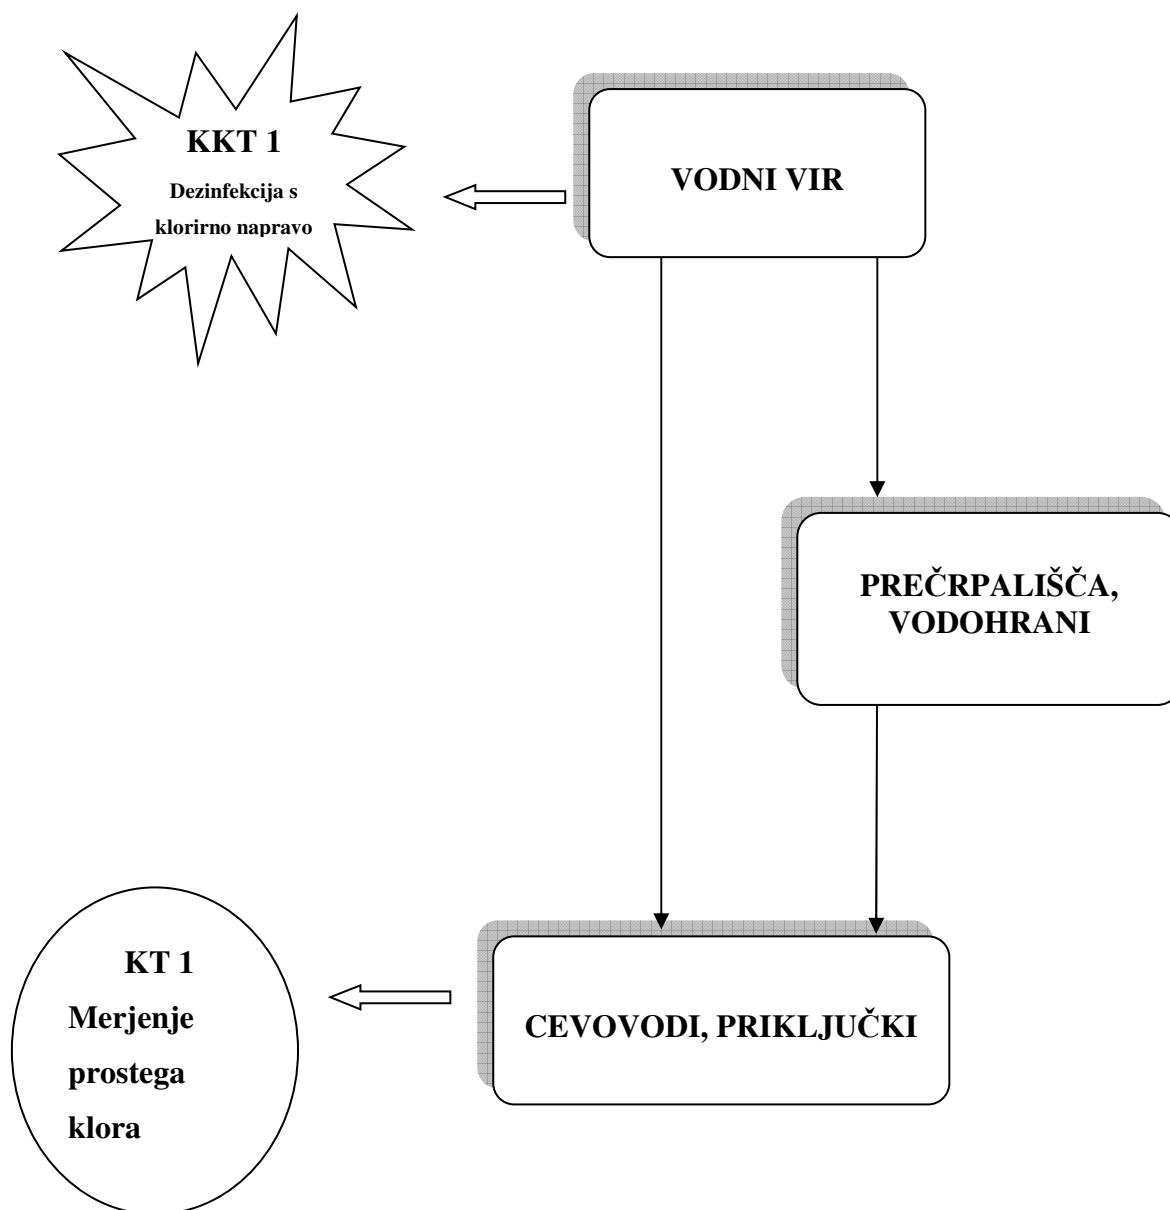 KKT 1
Dezinfekcija s
klorirno napravo
VODNI VIR
PREČRPALIŠČA,
VODOHRANI
KT 1
Merjenje
prostega
klora
CEVOVODI, PRIKLJUČKI